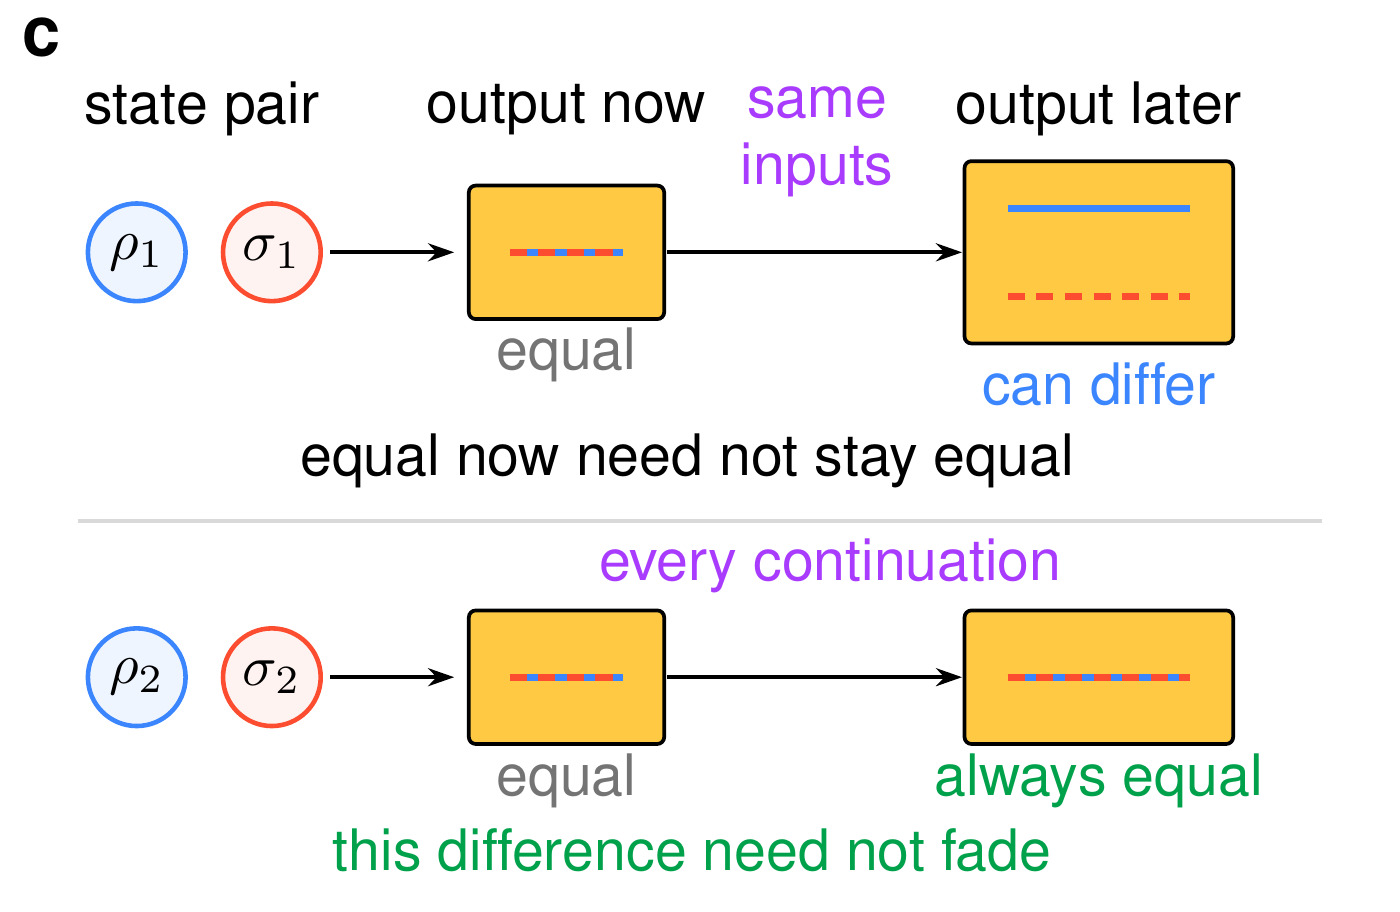 c
state pair output now same inputs output later
ρ₁ σ₁
equal
can differ
equal now need not stay equal
every continuation
ρ₂ σ₂
equal always equal
this difference need not fade